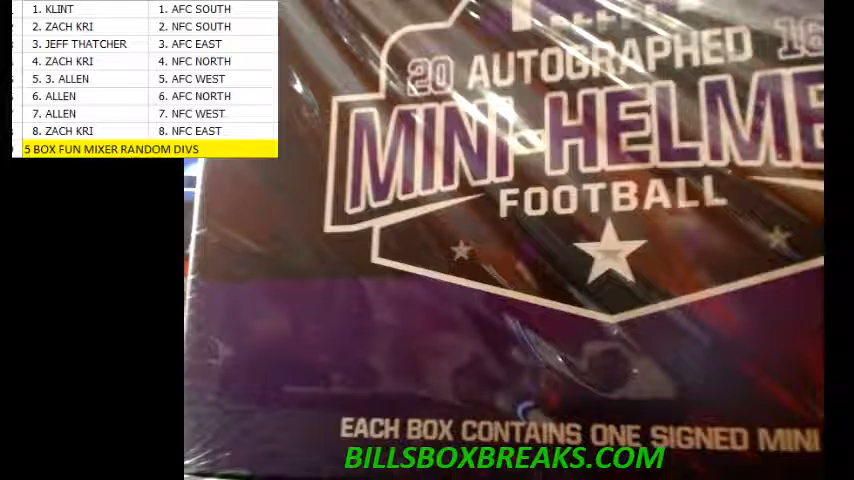 1. KLINT 1. AFC SOUTH
2. ZACH KRI 2. NFC SOUTH
3. JEFF THATCHER 3. AFC EAST
4. ZACH KRI 4. NFC NORTH
5. 3. ALLEN 5. AFC WEST
6. ALLEN 6. AFC NORTH
7. ALLEN 7. NFC WEST
8. ZACH KRI 8. NFC EAST
5 BOX FUN MIXER RANDOM DIVS
20 AUTOGRAPHED 16
MINI-HELME
FOOTBALL
EACH BOX CONTAINS ONE SIGNED MINI
BILLSBOXBREAKS.COM